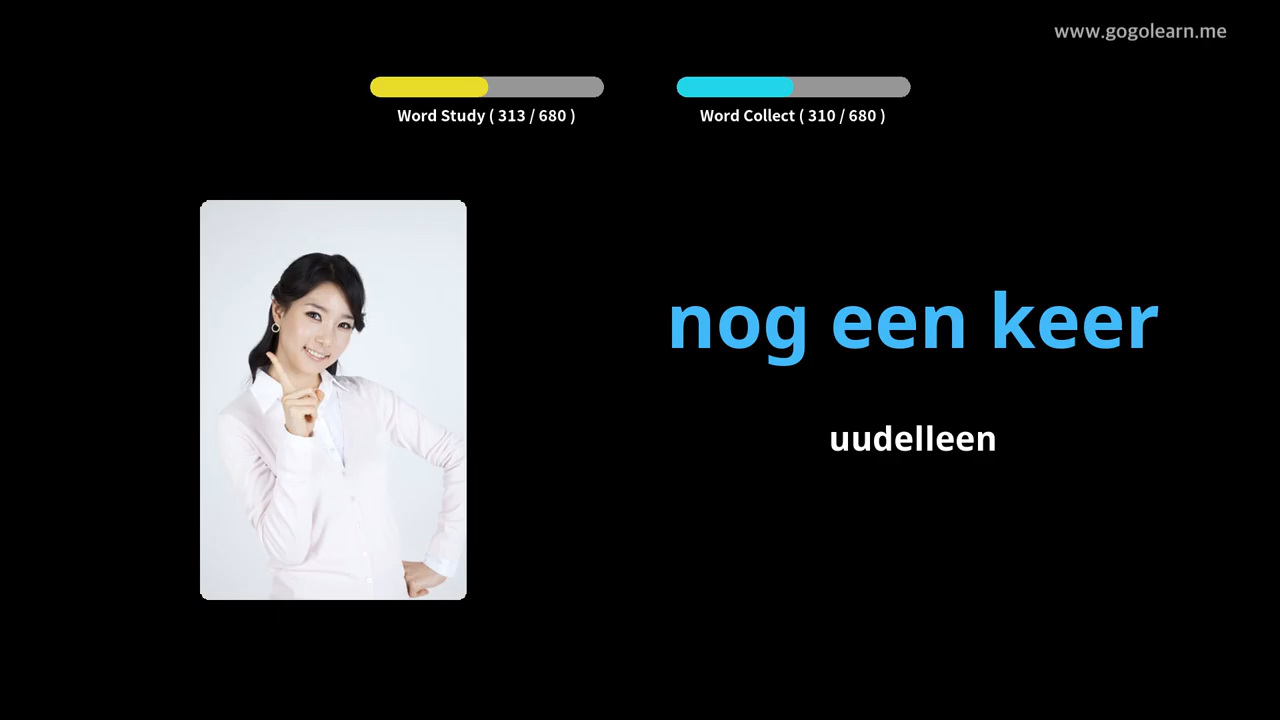 www.gogolearn.me
Word Study ( 313 / 680 )
Word Collect ( 310 / 680 )
nog een keer
uudelleen